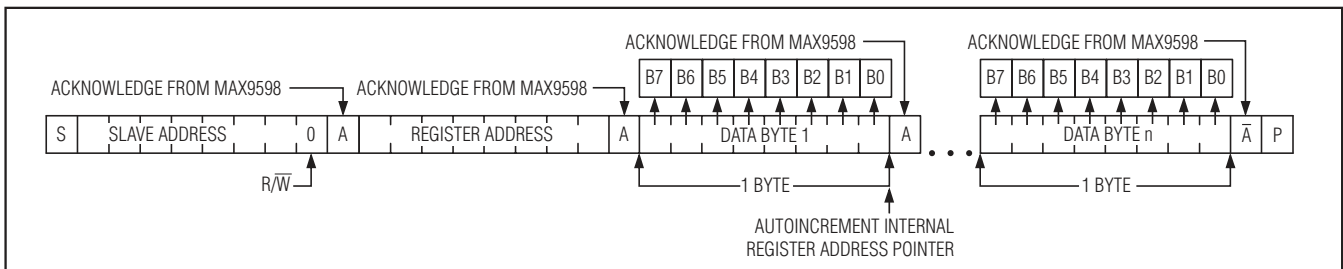 ACKNOWLEDGE FROM MAX9598 ACKNOWLEDGE FROM MAX9598
B7 B6 B5 B4 B3 B2 B1 B0 B7 B6 B5 B4 B3 B2 B1 B0
ACKNOWLEDGE FROM MAX9598 ACKNOWLEDGE FROM MAX9598
S SLAVE ADDRESS 0 A REGISTER ADDRESS A DATA BYTE 1 A • • • DATA BYTE n A̅ P
R/W̅ 1 BYTE 1 BYTE
AUTOINCREMENT INTERNAL
REGISTER ADDRESS POINTER